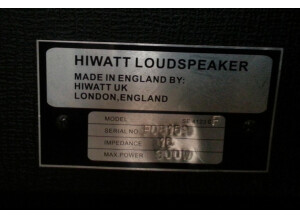 HIWATT LOUDSPEAKER
MADE IN ENGLAND BY:
HIWATT UK
LONDON,ENGLAND
MODEL
SERIAL NO
IMPEDANCE
MAX POWER